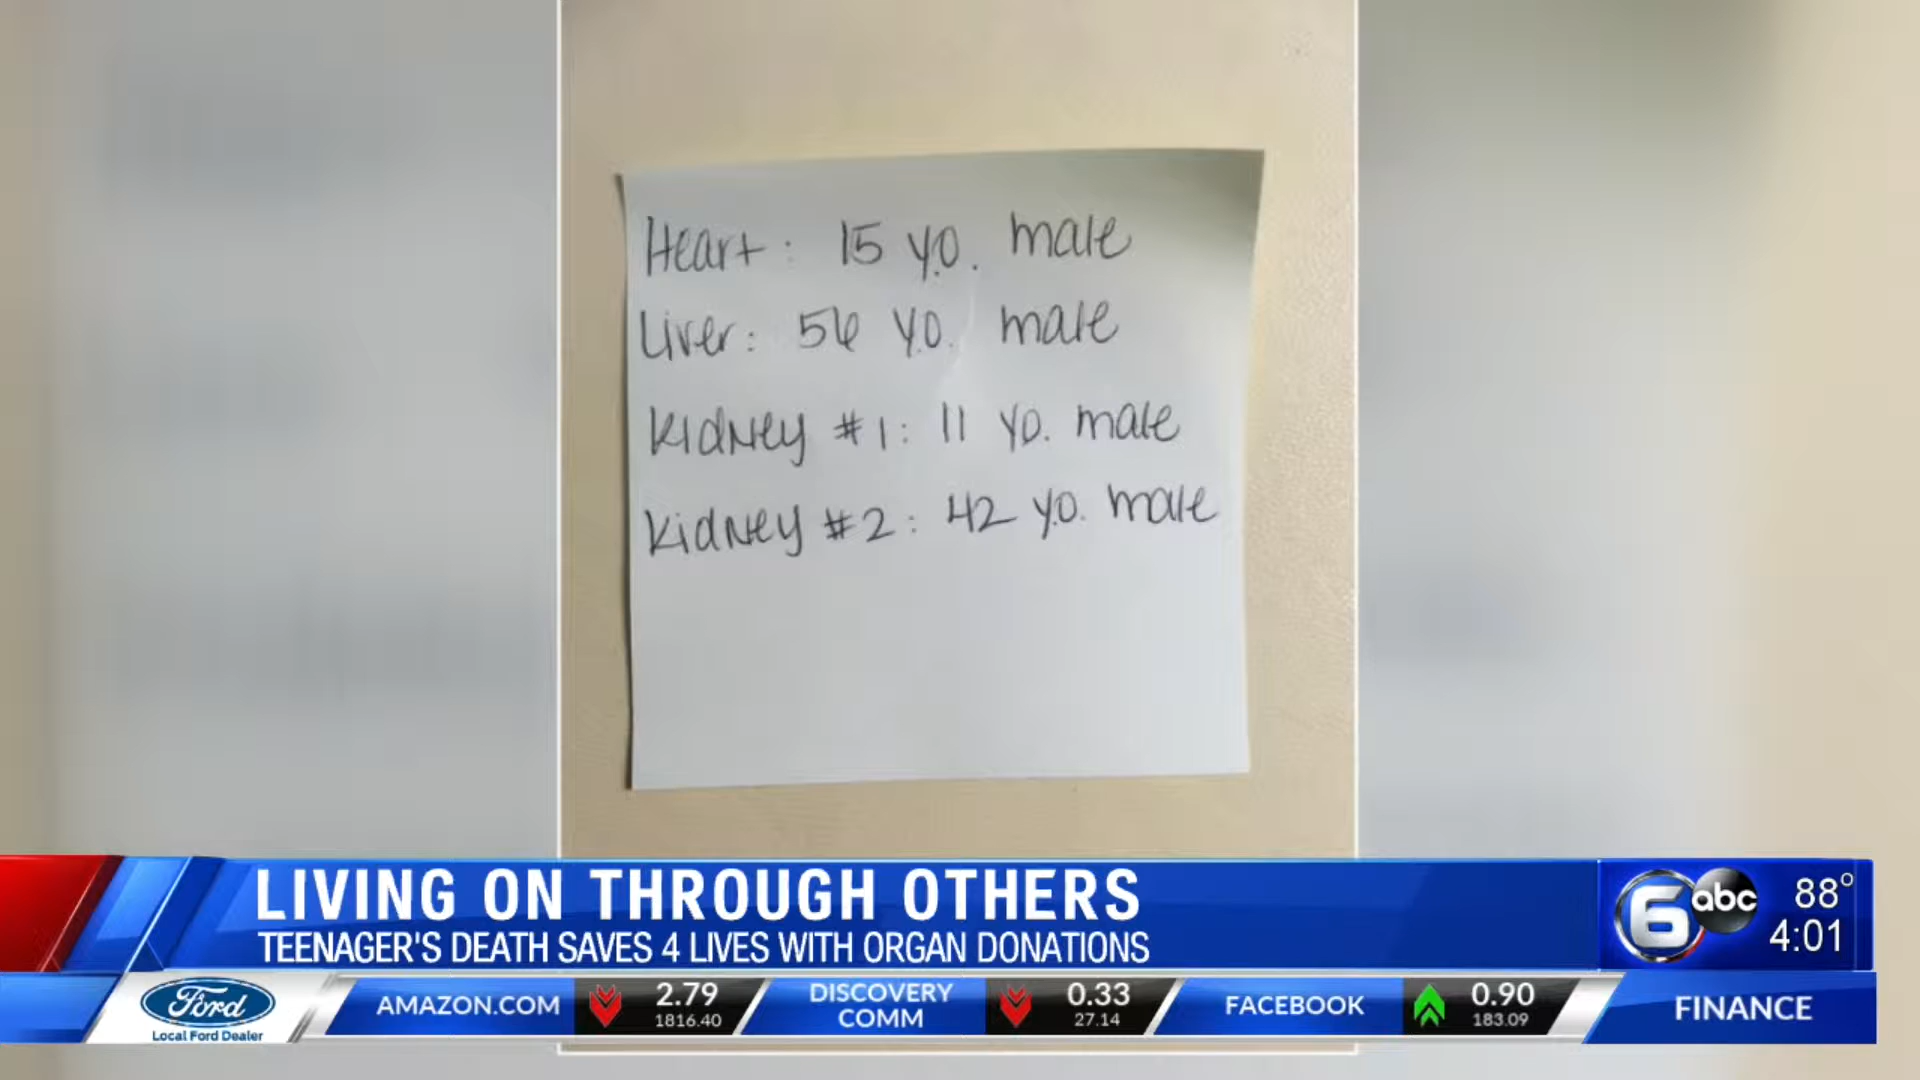 Heart: 15 y.o. male
Liver: 56 y.o. male
Kidney #1: 11 yo. male
Kidney #2: 42 y.o. male
LIVING ON THROUGH OTHERS
TEENAGER'S DEATH SAVES 4 LIVES WITH ORGAN DONATIONS
6 abc
88°
4:01
Ford
Local Ford Dealer
AMAZON.COM
2.79
1816.40
DISCOVERY
COMM
0.33
27.14
FACEBOOK
0.90
183.09
FINANCE